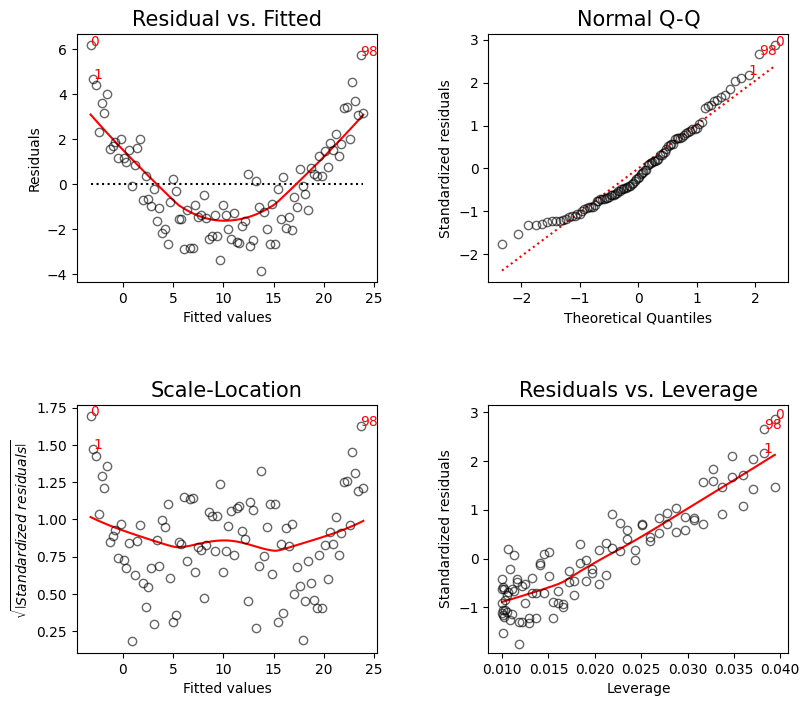 Residual vs. Fitted
Residuals
6
4
2
0
−2
−4
0
1
98
0 5 10 15 20 25
Fitted values
Normal Q-Q
Standardized residuals
3
2
1
0
−1
−2
0
98
1
−2 −1 0 1 2
Theoretical Quantiles
Scale-Location
√|Standardized residuals|
1.75
1.50
1.25
1.00
0.75
0.50
0.25
0
98
1
0 5 10 15 20 25
Fitted values
Residuals vs. Leverage
Standardized residuals
3
2
1
0
−1
0
98
1
0.010 0.015 0.020 0.025 0.030 0.035 0.040
Leverage